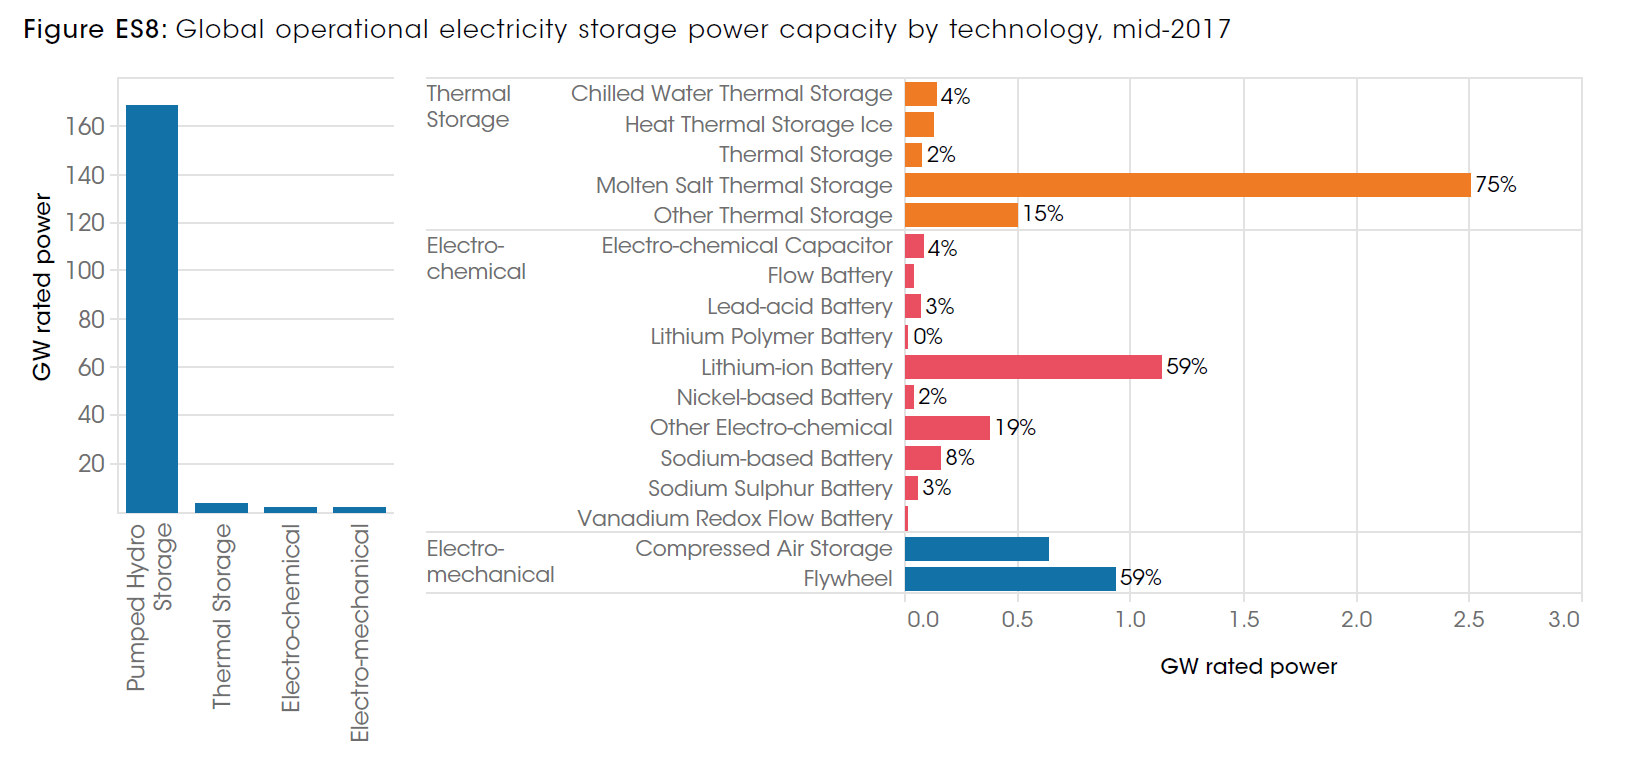 Figure ES8: Global operational electricity storage power capacity by technology, mid-2017
GW rated power
160
140
120
100
80
60
40
20
Pumped Hydro
Storage
Thermal Storage
Electro-chemical
Electro-mechanical
Thermal
Storage
Chilled Water Thermal Storage 4%
Heat Thermal Storage Ice
Thermal Storage 2%
Molten Salt Thermal Storage 75%
Other Thermal Storage 15%
Electro-
chemical
Electro-chemical Capacitor 4%
Flow Battery
Lead-acid Battery 3%
Lithium Polymer Battery 0%
Lithium-ion Battery 59%
Nickel-based Battery 2%
Other Electro-chemical 19%
Sodium-based Battery 8%
Sodium Sulphur Battery 3%
Vanadium Redox Flow Battery
Electro-
mechanical
Compressed Air Storage
Flywheel 59%
0.0 0.5 1.0 1.5 2.0 2.5 3.0
GW rated power